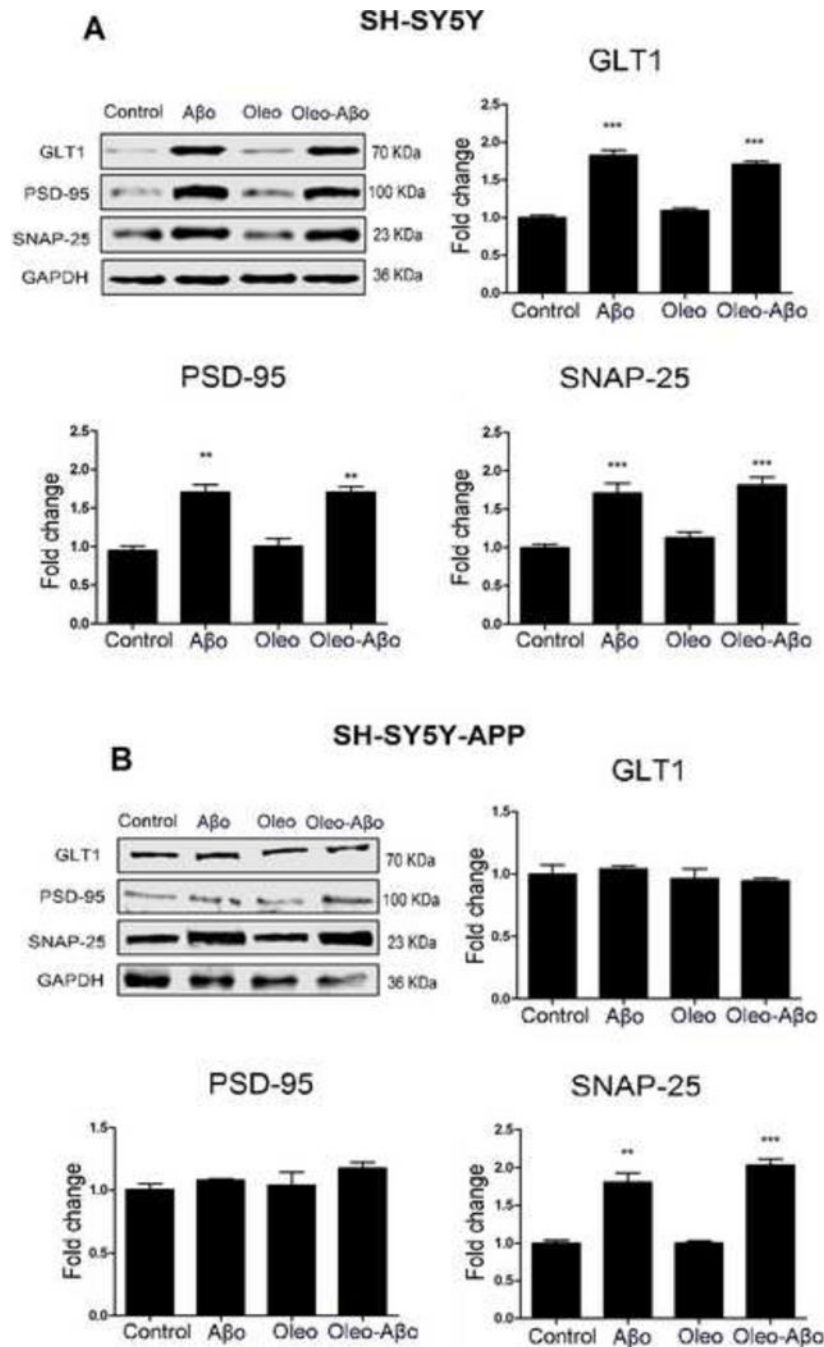 A
SH-SY5Y
Control Aβo Oleo Oleo-Aβo
GLT1 70 KDa
PSD-95 100 KDa
SNAP-25 23 KDa
GAPDH 36 KDa
GLT1
Fold change
2.5
2.0
1.5
1.0
0.5
0.0
*** ***
Control Aβo Oleo Oleo-Aβo
PSD-95
Fold change
2.5
2.0
1.5
1.0
0.5
0.0
** **
Control Aβo Oleo Oleo-Aβo
SNAP-25
Fold change
2.5
2.0
1.5
1.0
0.5
0.0
*** ***
Control Aβo Oleo Oleo-Aβo
SH-SY5Y-APP
B
Control Aβo Oleo Oleo-Aβo
GLT1 70 KDa
PSD-95 100 KDa
SNAP-25 23 KDa
GAPDH 36 KDa
GLT1
Fold change
1.5
1.0
0.5
0.0
Control Aβo Oleo Oleo-Aβo
PSD-95
Fold change
1.5
1.0
0.5
0.0
Control Aβo Oleo Oleo-Aβo
SNAP-25
Fold change
2.5
2.0
1.5
1.0
0.5
0.0
** ***
Control Aβo Oleo Oleo-Aβo